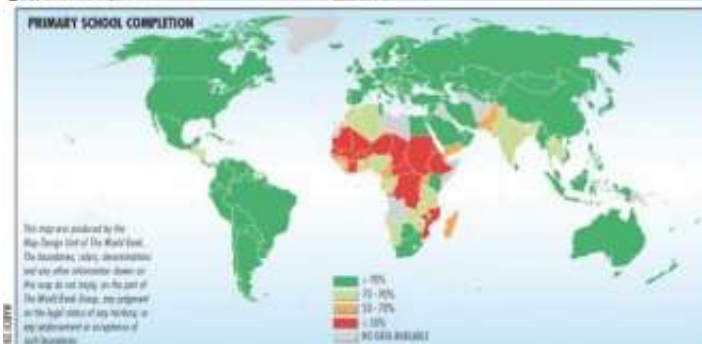 PRIMARY SCHOOL COMPLETION
This map was produced by the
Map Design Unit of The World Bank.
The boundaries, colors, denominations
and any other information shown on
this map do not imply, on the part of
The World Bank Group, any judgment
on the legal status of any territory, or
any endorsement or acceptance of
such boundaries.
> 90%
70 - 90%
50 - 70%
< 50%
NO DATA AVAILABLE